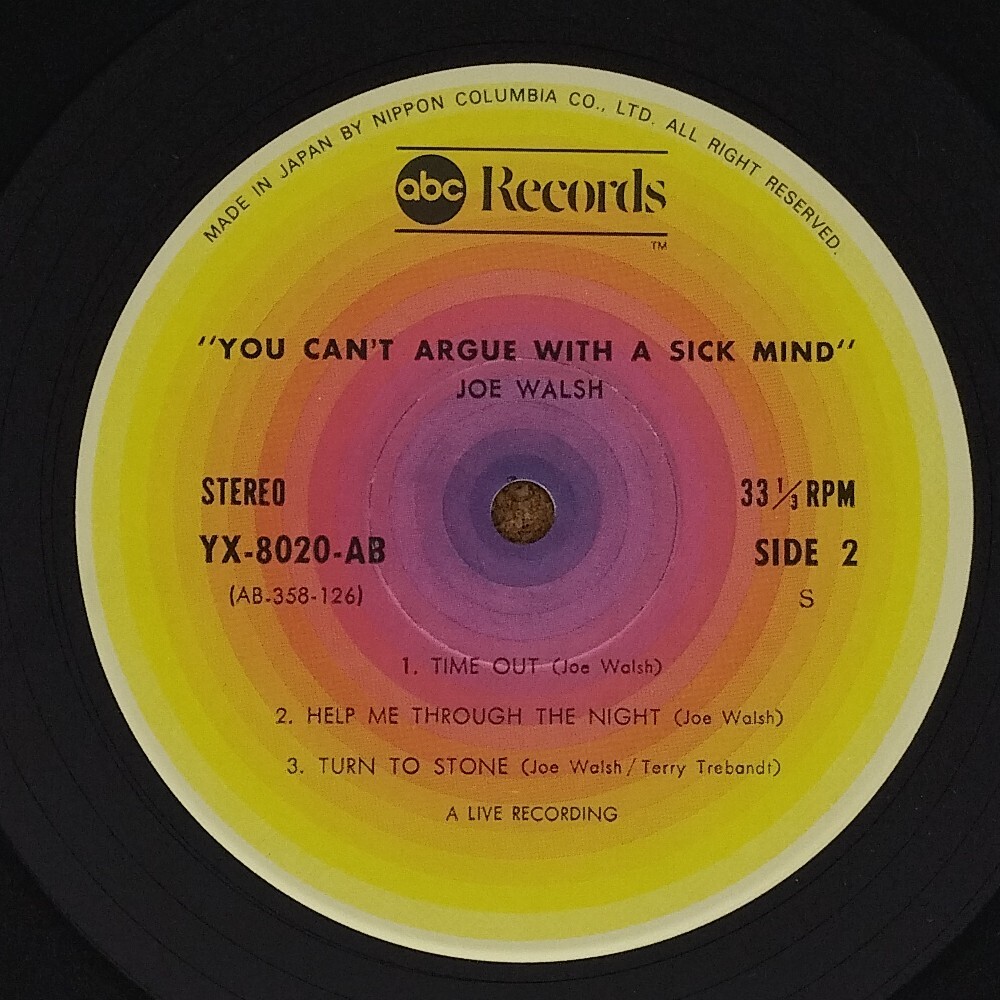 MADE IN JAPAN BY NIPPON COLUMBIA CO., LTD. ALL RIGHT RESERVED.
abc Records
TM
"YOU CAN'T ARGUE WITH A SICK MIND"
JOE WALSH
STEREO 33 1/3 RPM
YX-8020-AB SIDE 2
(AB-358-126) S
1. TIME OUT (Joe Walsh)
2. HELP ME THROUGH THE NIGHT (Joe Walsh)
3. TURN TO STONE (Joe Walsh / Terry Trebandt)
A LIVE RECORDING